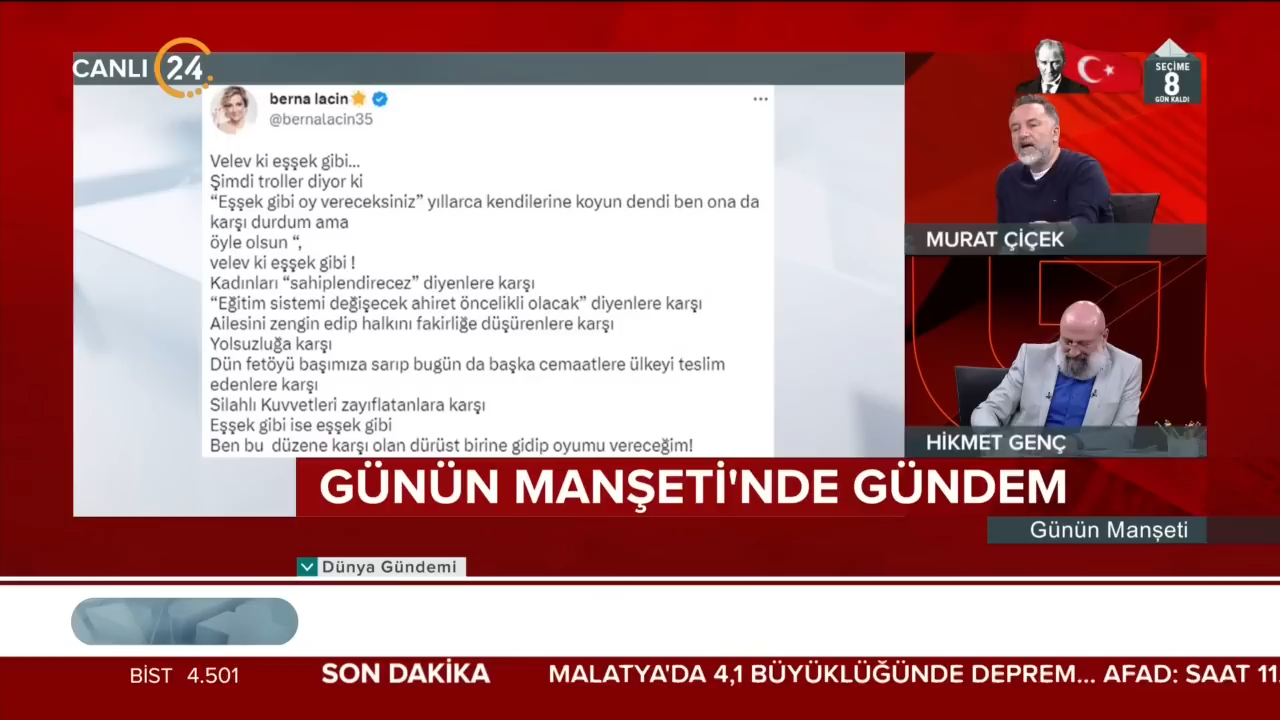 CANLI 24
berna lacin
@bernalacin35
Velev ki eşşek gibi...
Şimdi troller diyor ki
“Eşşek gibi oy vereceksiniz” yıllarca kendilerine koyun dendi ben ona da
karşı durdum ama
öyle olsun “,
velev ki eşşek gibi !
Kadınları “sahiplendirecez” diyenlere karşı
“Eğitim sistemi değişecek ahiret öncelikli olacak” diyenlere karşı
Ailesini zengin edip halkını fakirliğe düşürenlere karşı
Yolsuzluğa karşı
Dün fetöyü başımıza sarıp bugün da başka cemaatlere ülkeyi teslim
edenlere karşı
Silahlı Kuvvetleri zayıflatanlara karşı
Eşşek gibi ise eşşek gibi
Ben bu düzene karşı olan dürüst birine gidip oyumu vereceğim!
SEÇİME
8
GÜN KALDI
MURAT ÇİÇEK
HİKMET GENÇ
GÜNÜN MANŞETİ'NDE GÜNDEM
Günün Manşeti
Dünya Gündemi
BİST 4.501
SON DAKİKA
MALATYA'DA 4,1 BÜYÜKLÜĞÜNDE DEPREM... AFAD: SAAT 11.